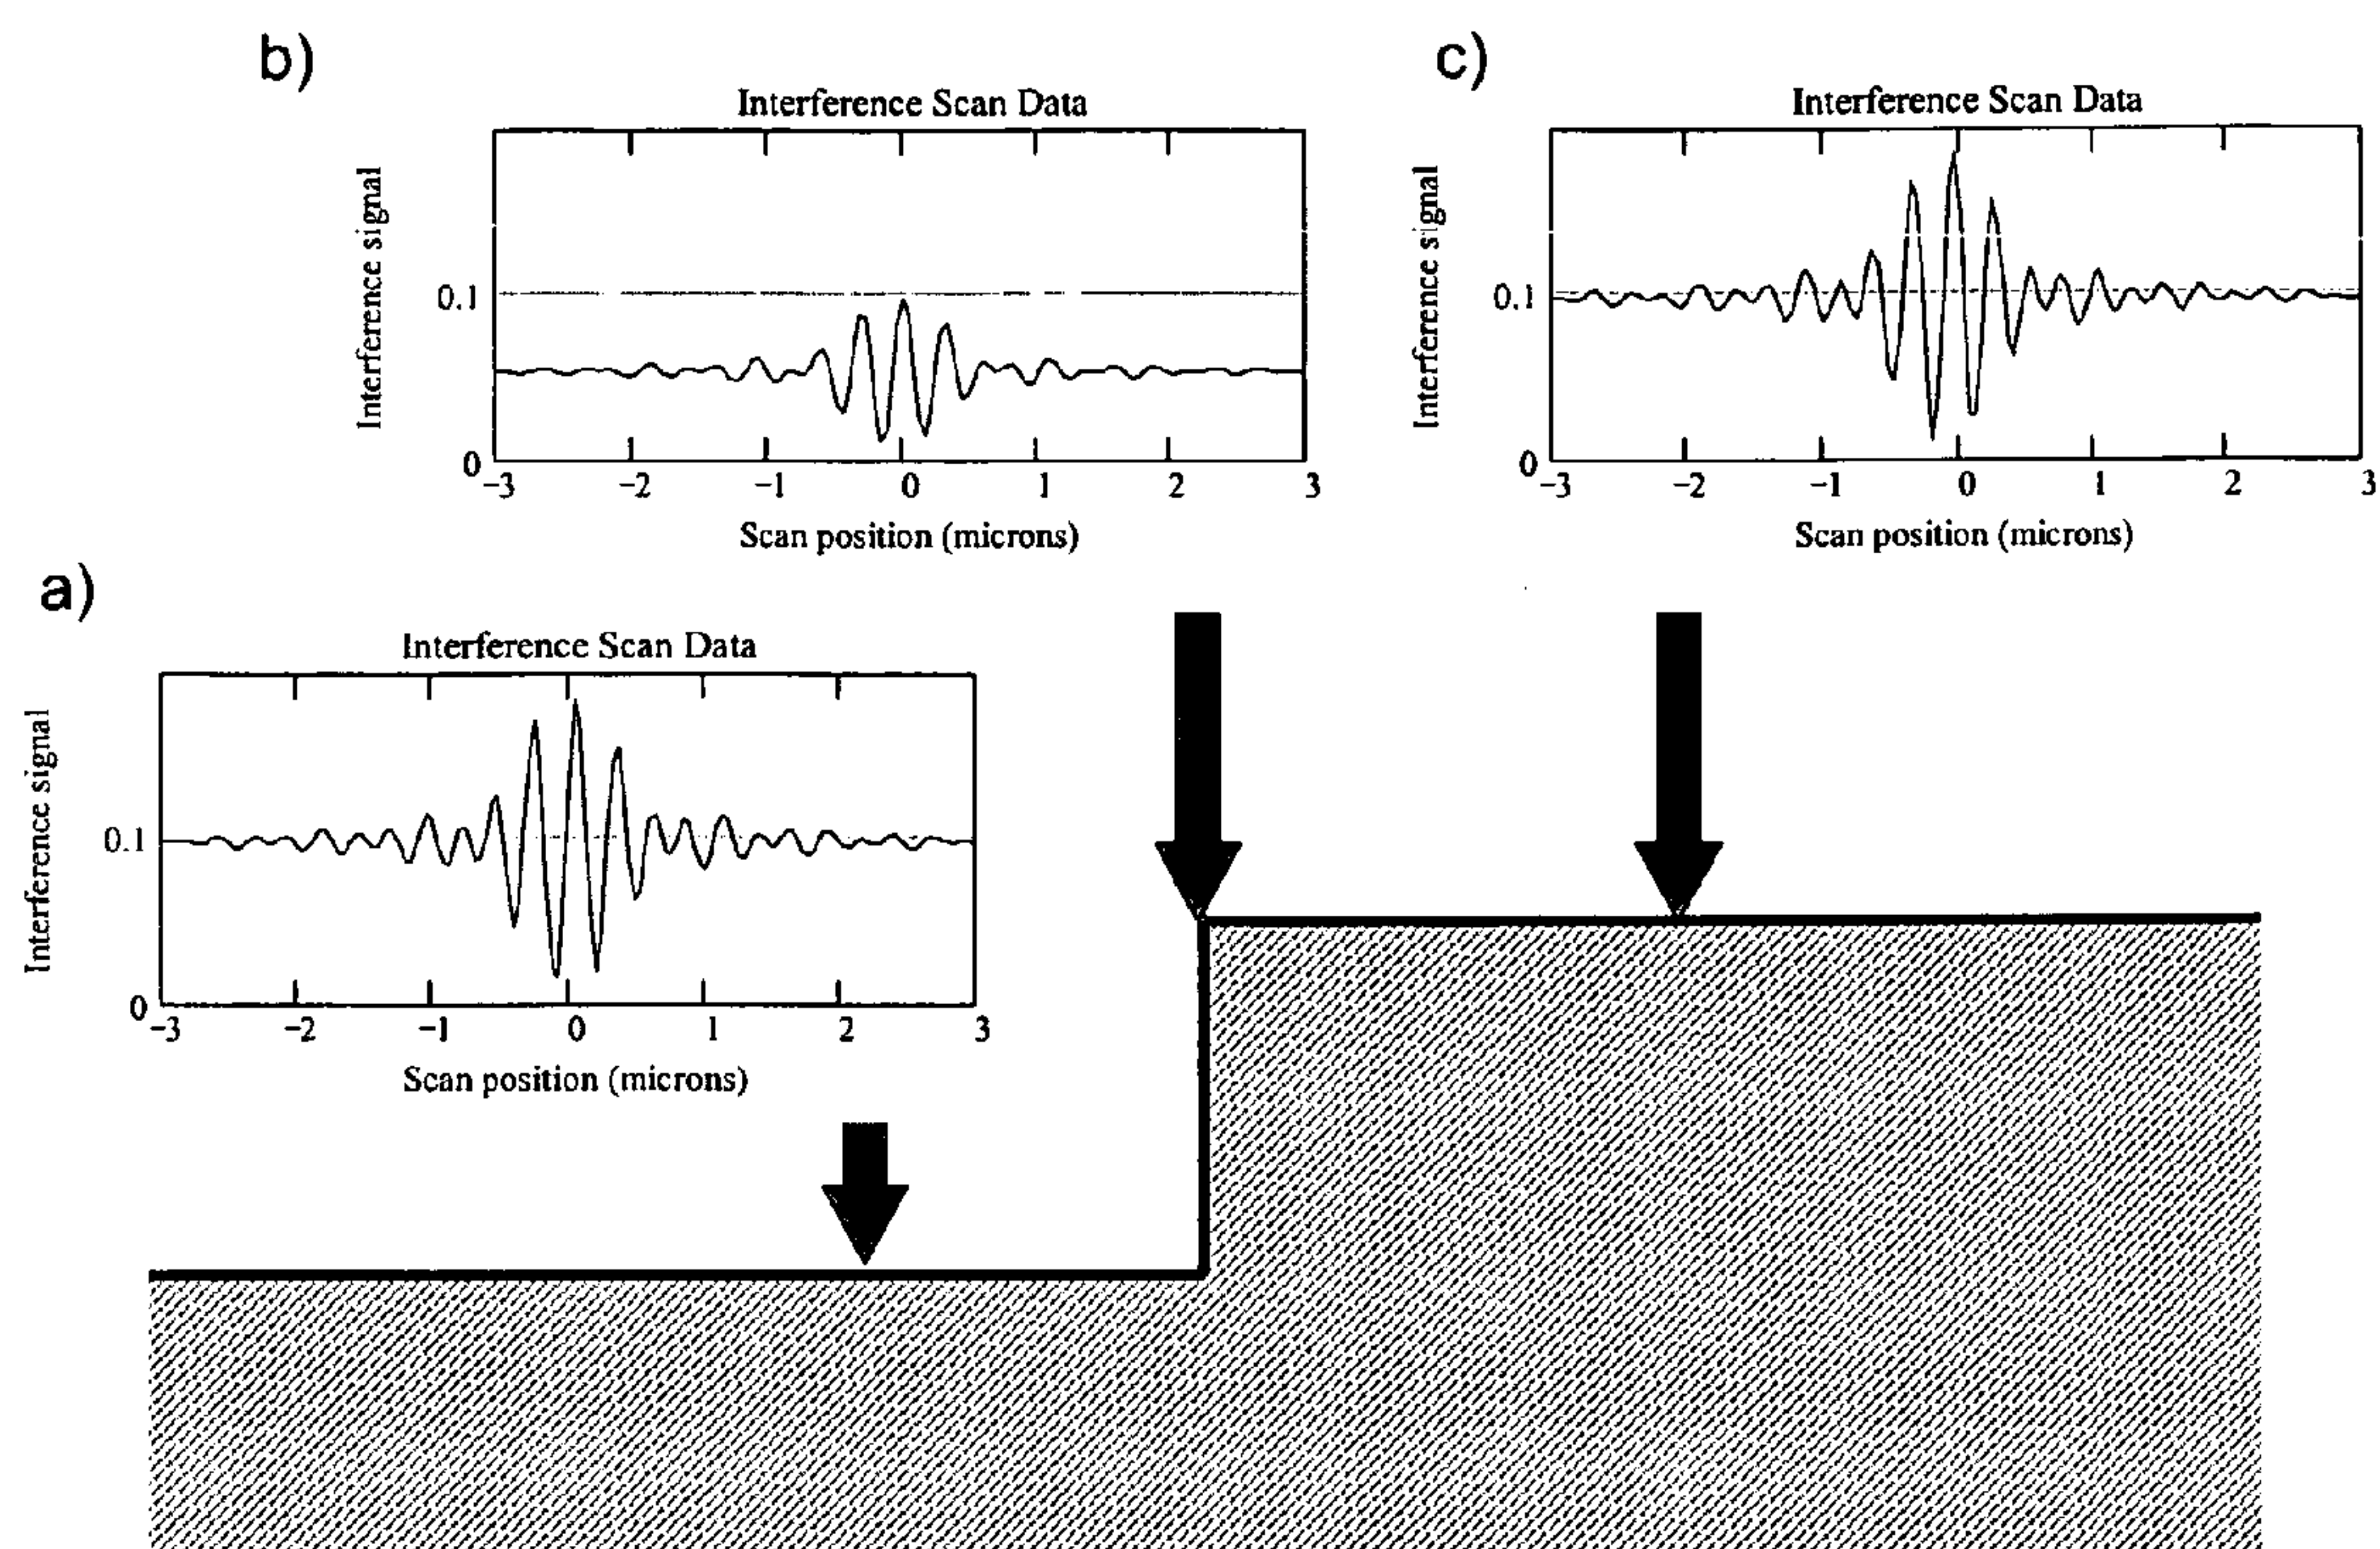 b)
Interference Scan Data
Interference signal
0.1
0
−3 −2 −1 0 1 2 3
Scan position (microns)
c)
Interference Scan Data
Interference signal
0.1
0
−3 −2 −1 0 1 2 3
Scan position (microns)
a)
Interference Scan Data
Interference signal
0.1
0
−3 −2 −1 0 1 2 3
Scan position (microns)